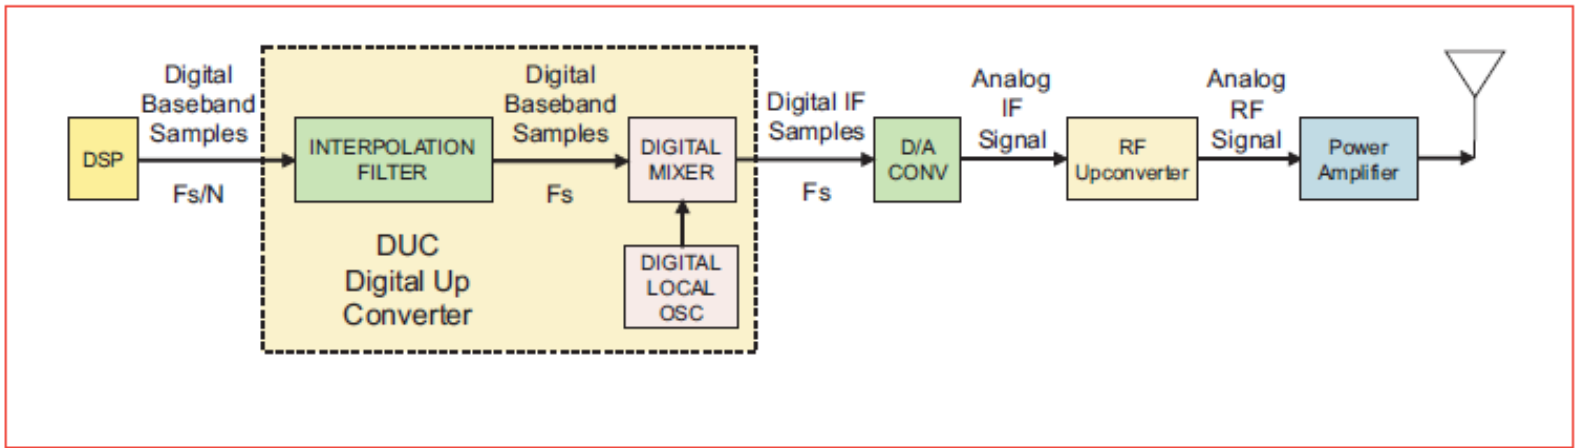 DSP
Digital
Baseband
Samples
Fs/N
INTERPOLATION
FILTER
Digital
Baseband
Samples
Fs
DIGITAL
MIXER
DIGITAL
LOCAL
OSC
DUC
Digital Up
Converter
Digital IF
Samples
Fs
D/A
CONV
Analog
IF
Signal
RF
Upconverter
Analog
RF
Signal
Power
Amplifier